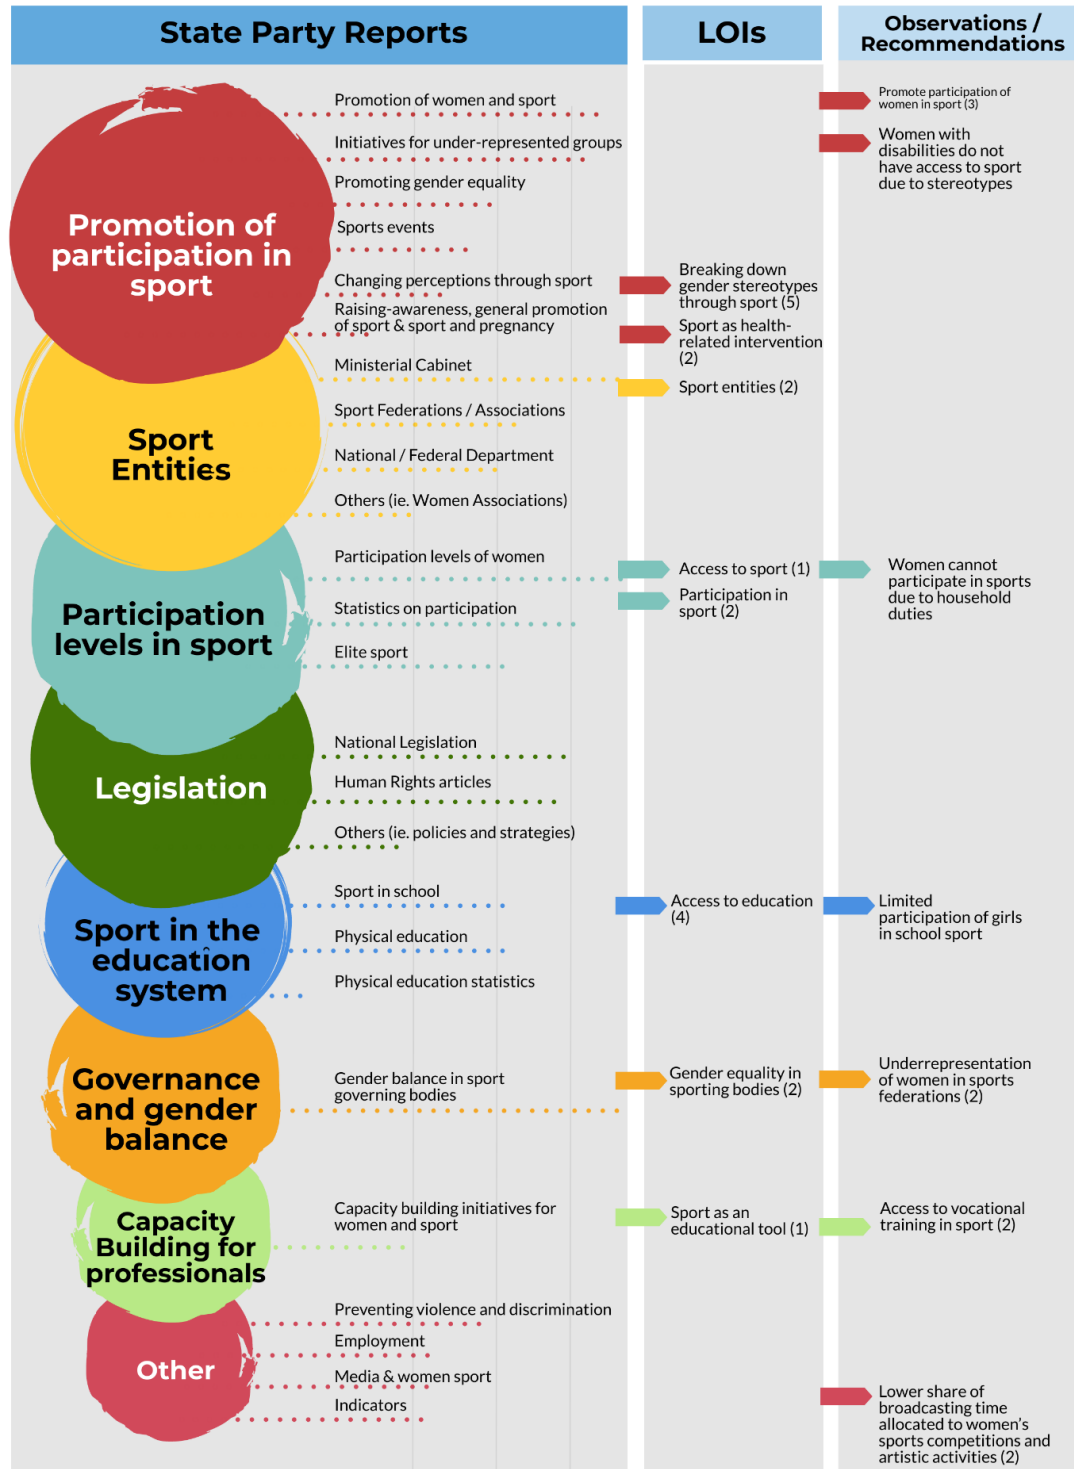 State Party Reports
LOIs
Observations /
Recommendations
Promotion of
participation in
sport
Promotion of women and sport
Initiatives for under-represented groups
Promoting gender equality
Sports events
Changing perceptions through sport
Raising-awareness, general promotion
of sport & sport and pregnancy
Breaking down
gender stereotypes
through sport (5)
Sport as health-
related intervention
(2)
Promote participation of
women in sport (3)
Women with
disabilities do not
have access to sport
due to stereotypes
Sport
Entities
Ministerial Cabinet
Sport Federations / Associations
National / Federal Department
Others (ie. Women Associations)
Sport entities (2)
Participation
levels in sport
Participation levels of women
Statistics on participation
Elite sport
Access to sport (1)
Participation in
sport (2)
Women cannot
participate in sports
due to household
duties
Legislation
National Legislation
Human Rights articles
Others (ie. policies and strategies)
Sport in the
education
system
Sport in school
Physical education
Physical education statistics
Access to education
(4)
Limited
participation of girls
in school sport
Governance
and gender
balance
Gender balance in sport
governing bodies
Gender equality in
sporting bodies (2)
Underrepresentation
of women in sports
federations (2)
Capacity
Building for
professionals
Capacity building initiatives for
women and sport
Sport as an
educational tool (1)
Access to vocational
training in sport (2)
Other
Preventing violence and discrimination
Employment
Media & women sport
Indicators
Lower share of
broadcasting time
allocated to women's
sports competitions and
artistic activities (2)